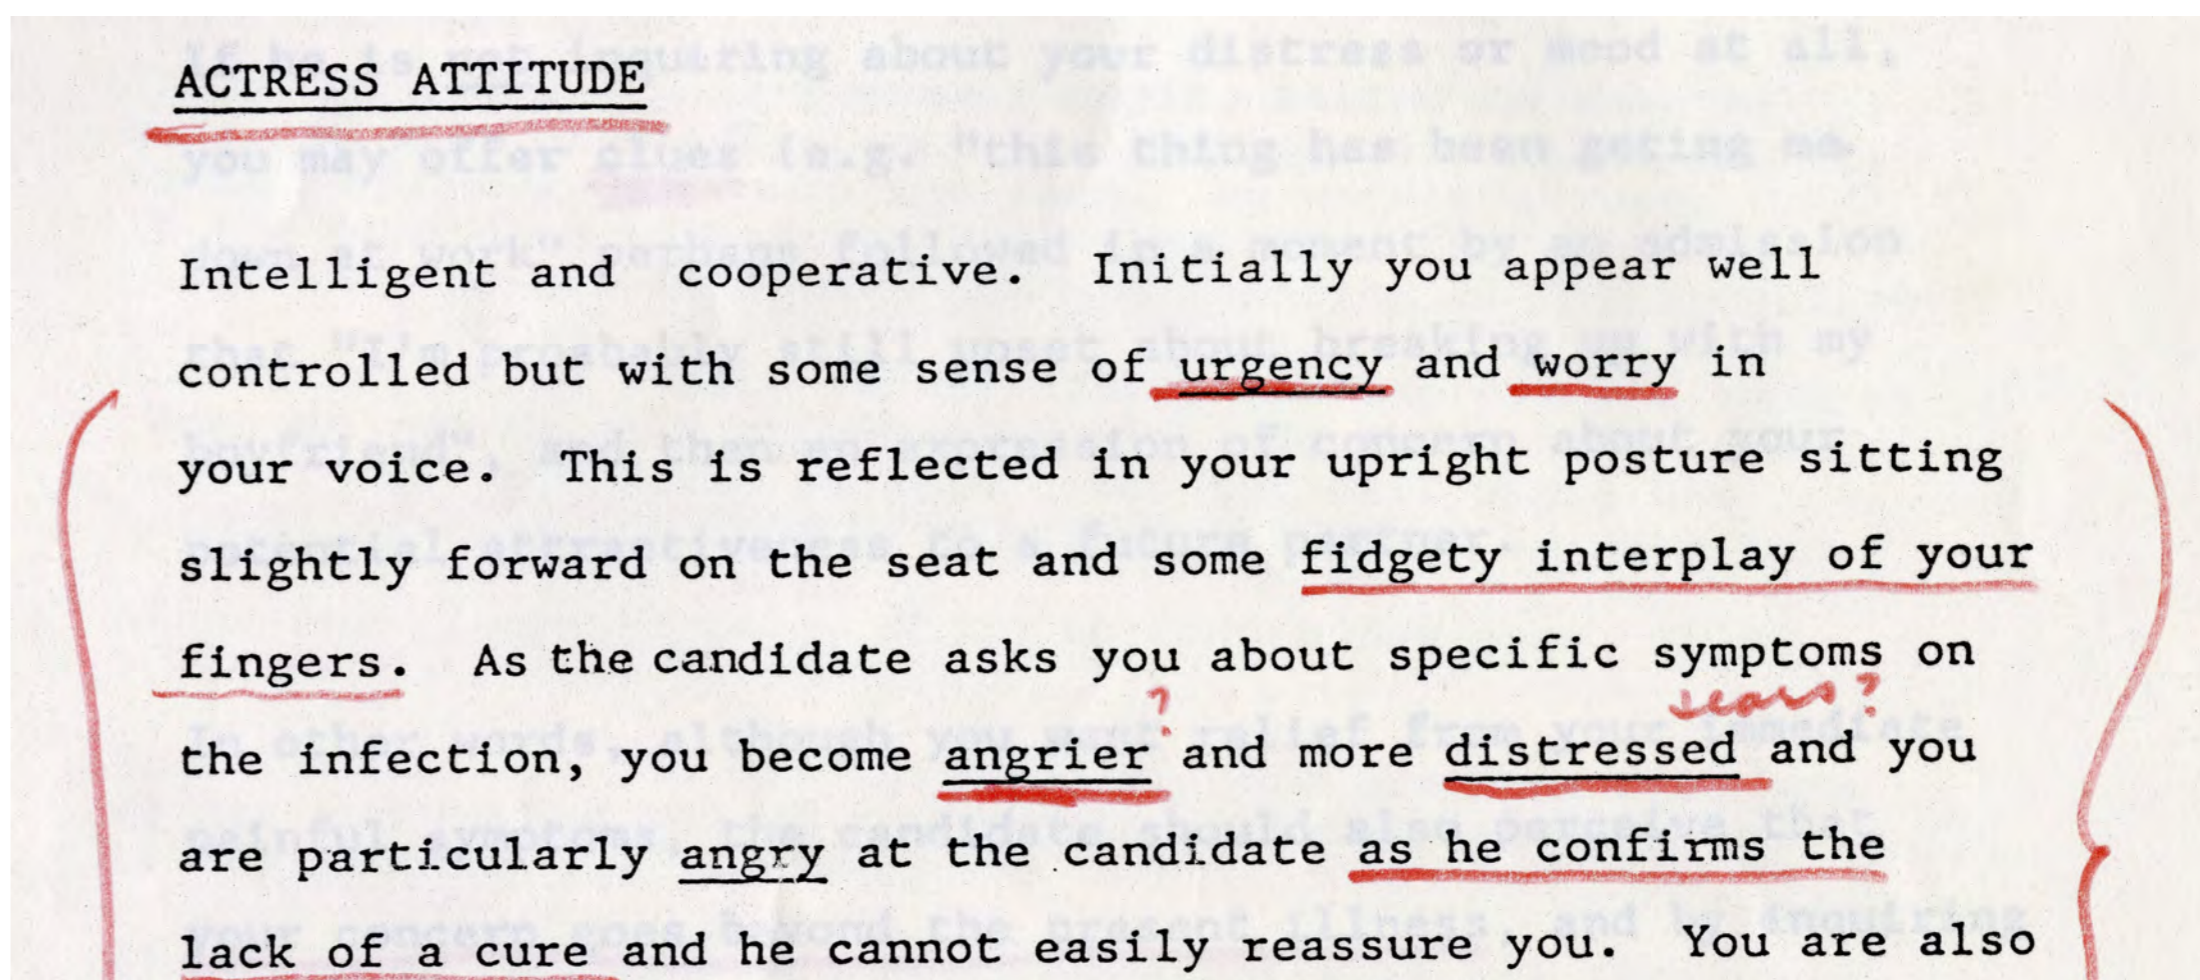 ACTRESS ATTITUDE
Intelligent and cooperative. Initially you appear well
controlled but with some sense of urgency and worry in
your voice. This is reflected in your upright posture sitting
slightly forward on the seat and some fidgety interplay of your
fingers. As the candidate asks you about specific symptoms on
? tears?
the infection, you become angrier and more distressed and you
are particularly angry at the candidate as he confirms the
lack of a cure and he cannot easily reassure you. You are also